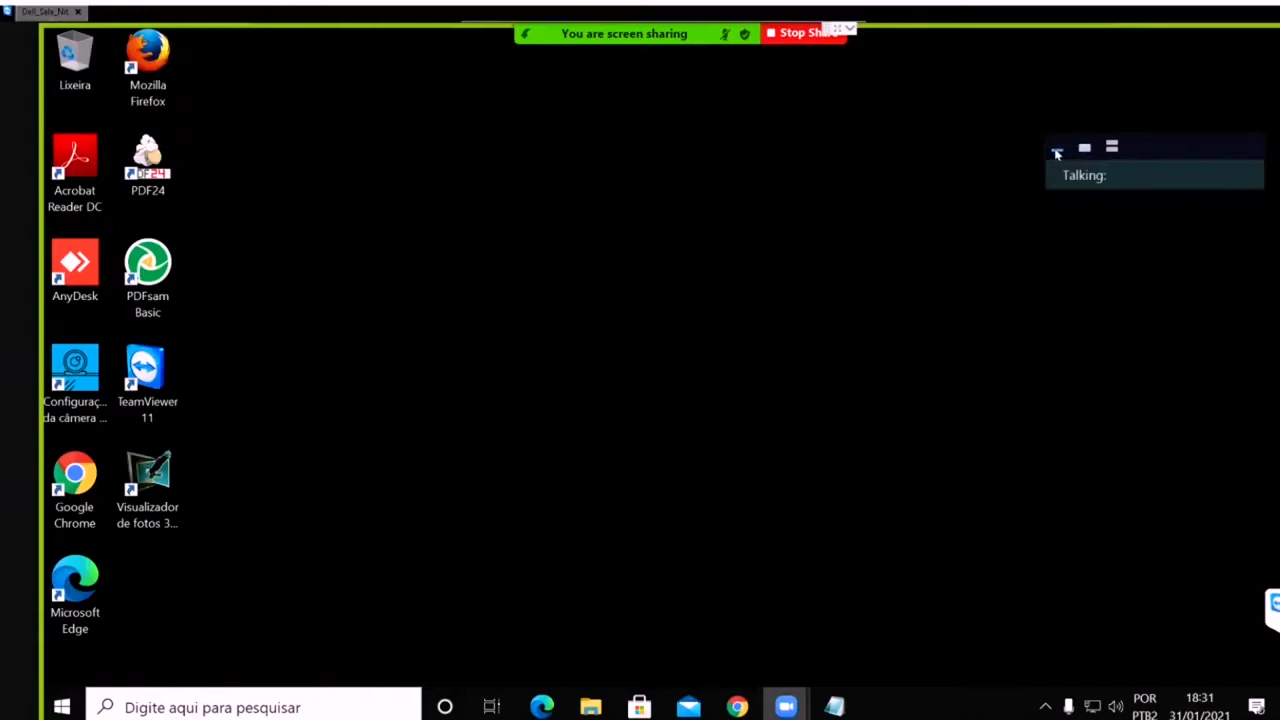 Dell_Sala_Nit
You are screen sharing
Stop Sh
Lixeira
Mozilla
Firefox
Talking:
Acrobat
Reader DC
PDF24
AnyDesk
PDFsam
Basic
Configuraç...
da câmera ...
TeamViewer
11
Google
Chrome
Visualizador
de fotos 3...
Microsoft
Edge
Digite aqui para pesquisar
POR
PTB2
18:31
31/01/2021